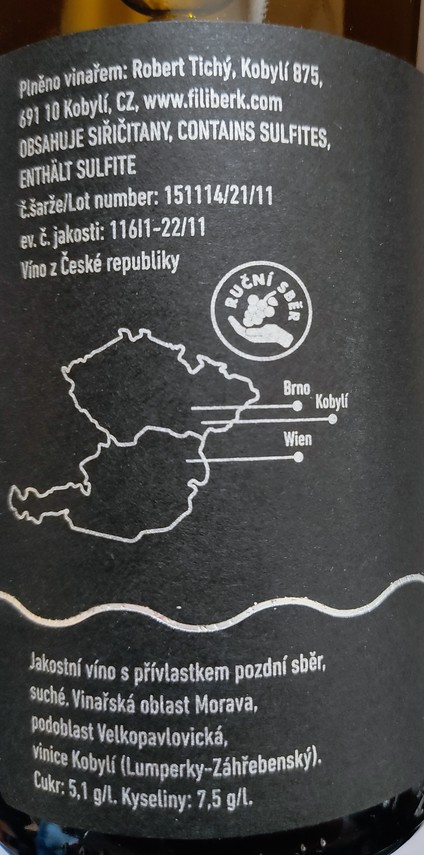 Plněno vinařem: Robert Tichý, Kobylí 875,
691 10 Kobylí, CZ, www.filiberk.com
OBSAHUJE SIŘIČITANY, CONTAINS SULFITES,
ENTHÄLT SULFITE
č.šarže/Lot number: 151114/21/11
ev. č. jakosti: 116I1-22/11
Víno z České republiky
RUČNÍ SBĚR
Brno
Kobylí
Wien
Jakostní víno s přívlastkem pozdní sběr,
suché. Vinařská oblast Morava,
podoblast Velkopavlovická,
vinice Kobylí (Lumperky-Záhřebenský).
Cukr: 5,1 g/l. Kyseliny: 7,5 g/l.